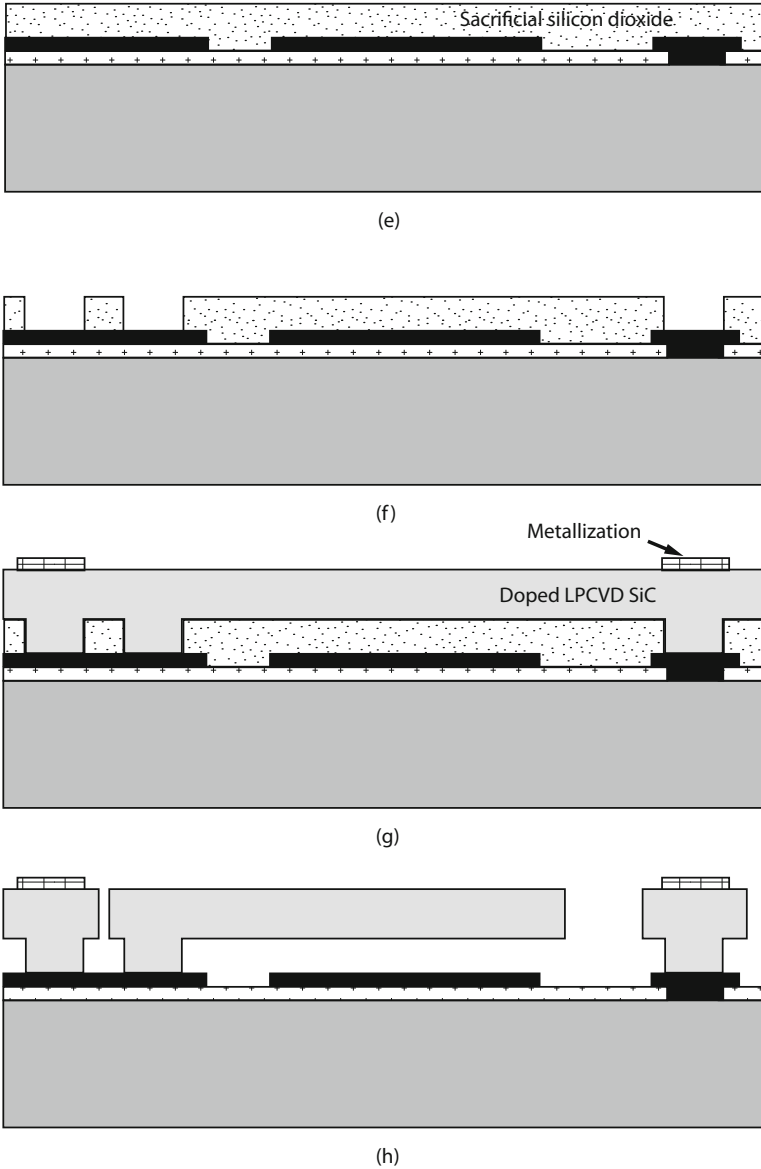 Sacrificial silicon dioxide
(e)
(f)
Metallization
Doped LPCVD SiC
(g)
(h)